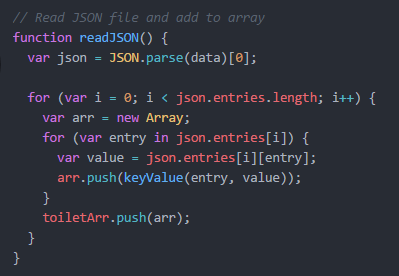 // Read JSON file and add to array
function readJSON() {
  var json = JSON.parse(data)[0];

  for (var i = 0; i < json.entries.length; i++) {
    var arr = new Array;
    for (var entry in json.entries[i]) {
      var value = json.entries[i][entry];
      arr.push(keyValue(entry, value));
    }
    toiletArr.push(arr);
  }
}